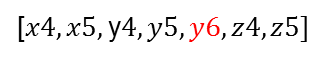 [x4, x5, y4, y5, y6, z4, z5]